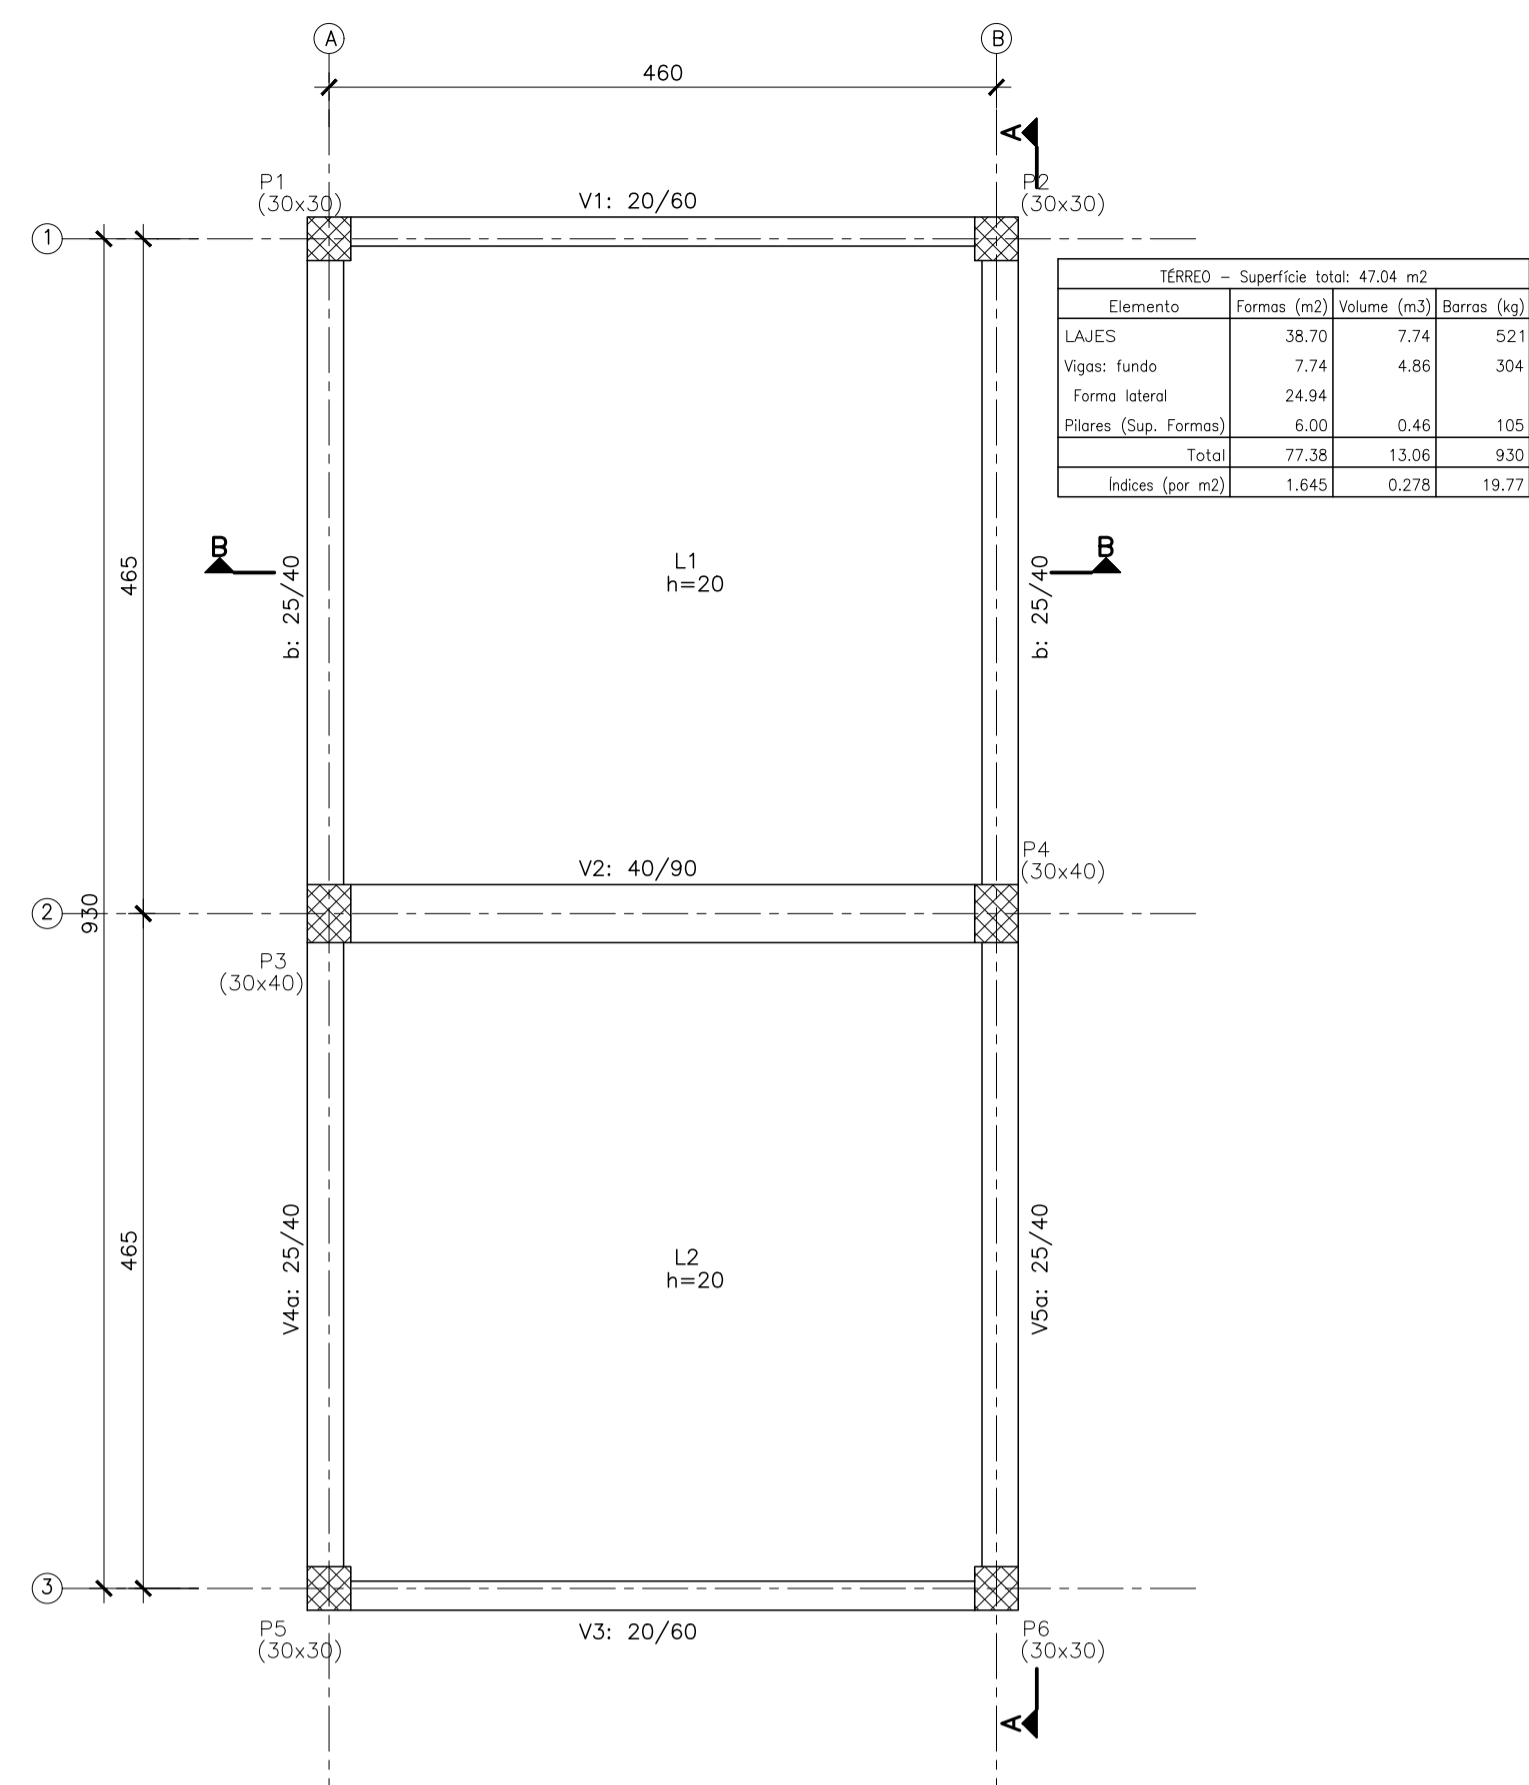 A
B
460
A
P1
(30x30)
V1: 20/60
P2
(30x30)
1
TÉRREO – Superfície total: 47.04 m2
Elemento Formas (m2) Volume (m3) Barras (kg)
LAJES 38.70 7.74 521
Vigas: fundo 7.74 4.86 304
Forma lateral 24.94
Pilares (Sup. Formas) 6.00 0.46 105
Total 77.38 13.06 930
Índices (por m2) 1.645 0.278 19.77
B
B
465
b: 25/40
L1
h=20
b: 25/40
V2: 40/90
P4
(30x40)
2
930
P3
(30x40)
465
V4a: 25/40
L2
h=20
V5a: 25/40
3
P5
(30x30)
V3: 20/60
P6
(30x30)
A